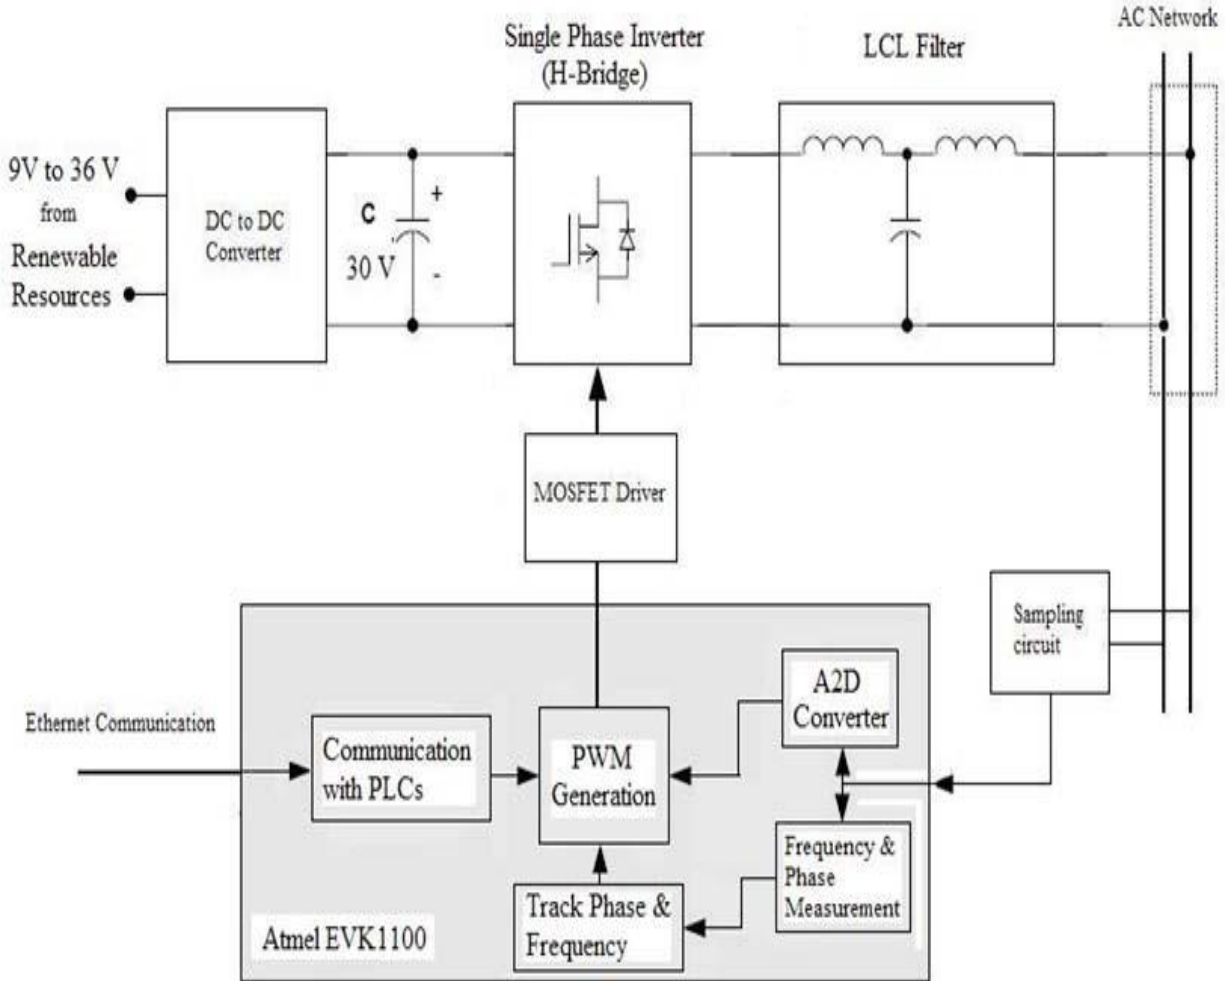 AC Network
Single Phase Inverter
(H-Bridge)
LCL Filter
9V to 36 V
from
Renewable
Resources
DC to DC
Converter
C
+
30 V
-
MOSFET Driver
Sampling
circuit
Ethernet Communication
Communication
with PLCs
PWM
Generation
A2D
Converter
Frequency &
Phase
Measurement
Track Phase &
Frequency
Atmel EVK1100